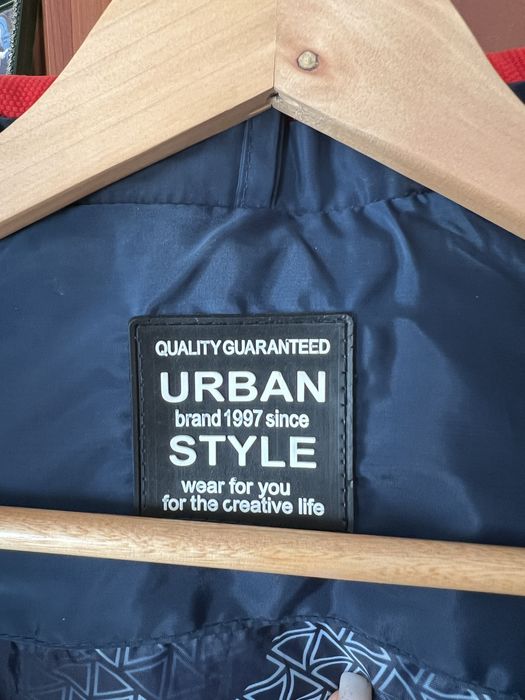 QUALITY GUARANTEED
URBAN
brand 1997 since
STYLE
wear for you
for the creative life